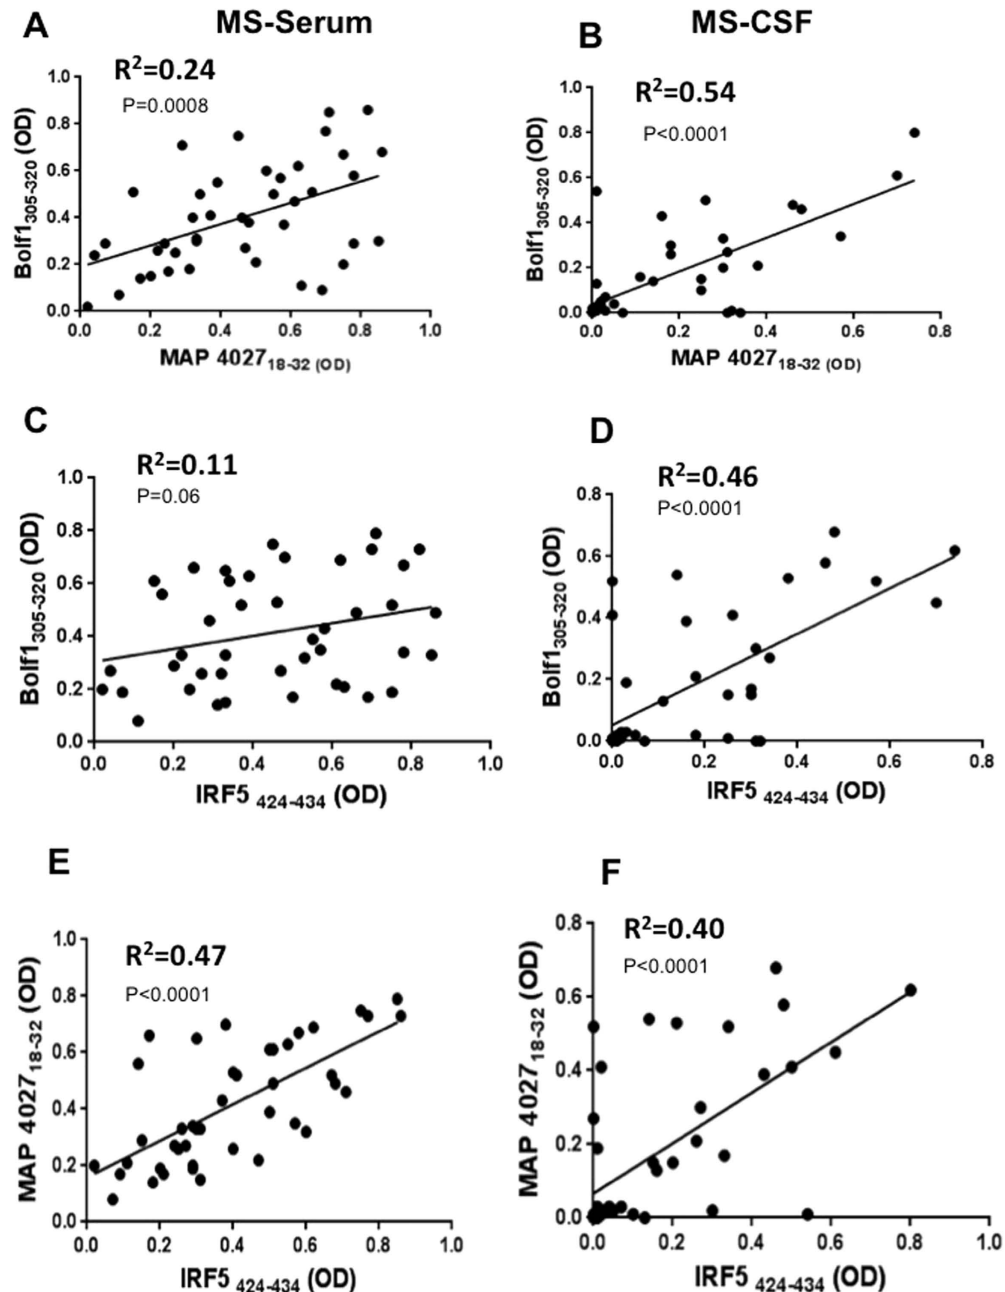 MS-Serum
MS-CSF
A
R²=0.24
P=0.0008
Bolf1₃₀₅₋₃₂₀ (OD)
1.0
0.8
0.6
0.4
0.2
0.0
0.0 0.2 0.4 0.6 0.8 1.0
MAP 4027₁₈₋₃₂ (OD)
B
R²=0.54
P<0.0001
Bolf1₃₀₅₋₃₂₀ (OD)
1.0
0.8
0.6
0.4
0.2
0.0
0.0 0.2 0.4 0.6 0.8
MAP 4027₁₈₋₃₂ (OD)
C
R²=0.11
P=0.06
Bolf1₃₀₅₋₃₂₀ (OD)
1.0
0.8
0.6
0.4
0.2
0.0
0.0 0.2 0.4 0.6 0.8 1.0
IRF5 ₄₂₄₋₄₃₄ (OD)
D
R²=0.46
P<0.0001
Bolf1₃₀₅₋₃₂₀ (OD)
0.8
0.6
0.4
0.2
0.0
0.0 0.2 0.4 0.6 0.8
IRF5 ₄₂₄₋₄₃₄ (OD)
E
R²=0.47
P<0.0001
MAP 4027₁₈₋₃₂ (OD)
1.0
0.8
0.6
0.4
0.2
0.0
0.0 0.2 0.4 0.6 0.8 1.0
IRF5 ₄₂₄₋₄₃₄ (OD)
F
R²=0.40
P<0.0001
MAP 4027₁₈₋₃₂ (OD)
0.8
0.6
0.4
0.2
0.0
0.0 0.2 0.4 0.6 0.8 1.0
IRF5 ₄₂₄₋₄₃₄ (OD)